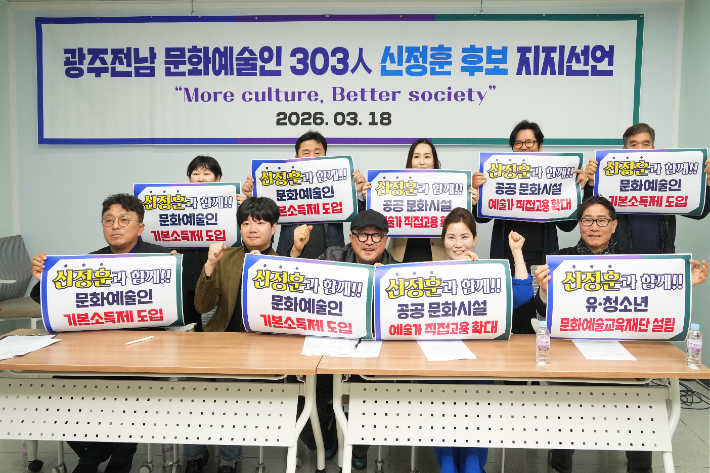 광주전남 문화예술인 303人 신정훈 후보 지지선언
“More culture, Better society”
2026. 03. 18
신정훈과 함께!!
문화예술인
기본소득제 도입
신정훈과 함께!!
문화예술인
기본소득제 도입
신정훈과 함께!!
공공 문화시설
예술가 직접고용
신정훈과 함께!!
공공 문화시설
예술가 직접고용 확대
신정훈과 함께!!
문화예술인
기본소득제 도입
신정훈과 함께!!
문화예술인
기본소득제 도입
신정훈과 함께!!
문화예술인
기본소득제 도입
신정훈과 함께!!
공공 문화시설
예술가 직접고용 확대
신정훈과 함께!!
유·청소년
문화예술교육재단 설립